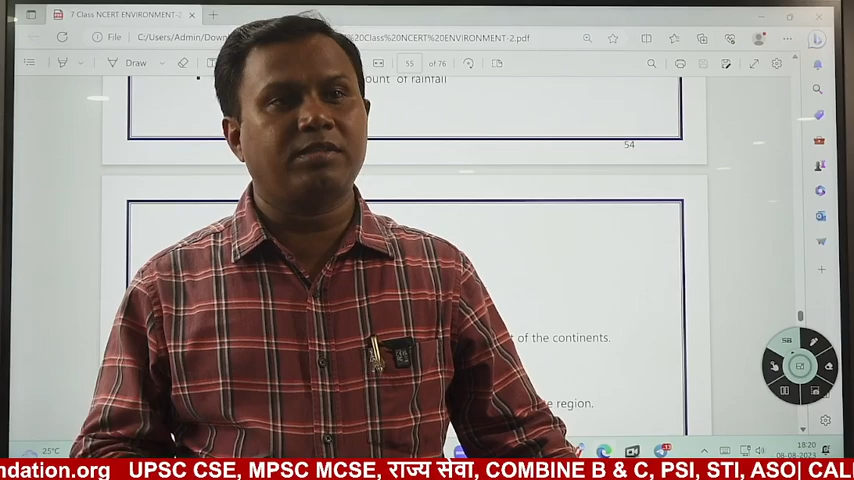 7 Class NCERT ENVIRONMENT-2
File C:/Users/Admin/Down Class%20NCERT%20ENVIRONMENT-2.pdf
Draw 55 of 76
ount of rainfall
54
t of the continents.
e region.
25°C
18:20
08-08-2023
ndation.org UPSC CSE, MPSC MCSE, राज्य सेवा, COMBINE B & C, PSI, STI, ASO| CAL